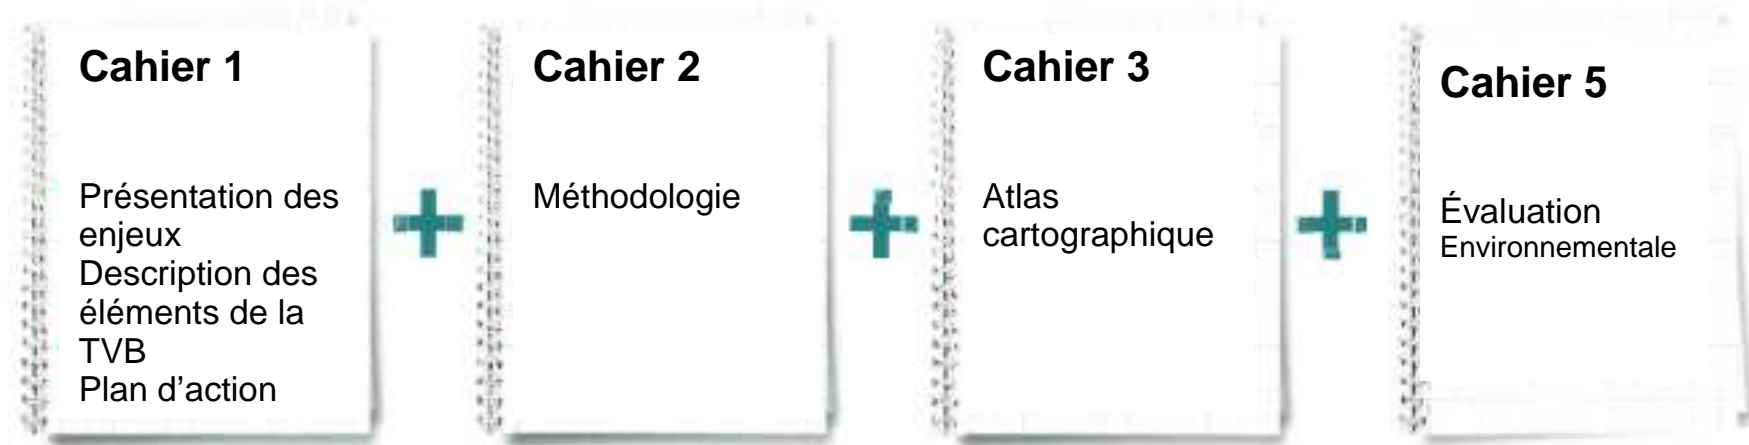 Cahier 1
Présentation des
enjeux
Description des
éléments de la
TVB
Plan d'action
Cahier 2
Méthodologie
Cahier 3
Atlas
cartographique
Cahier 5
Évaluation
Environnementale